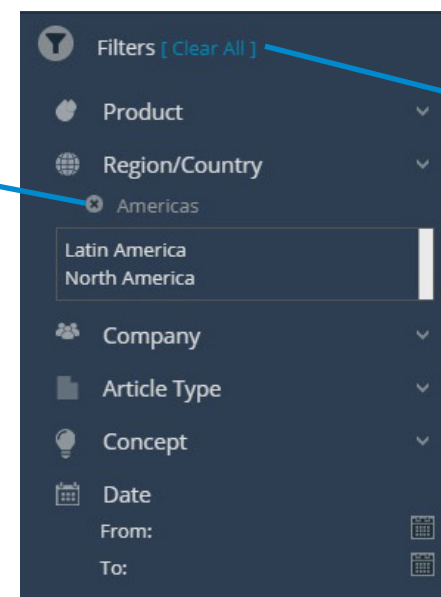 Filters [ Clear All ]
Product
Region/Country
Americas
Latin America
North America
Company
Article Type
Concept
Date
From:
To: